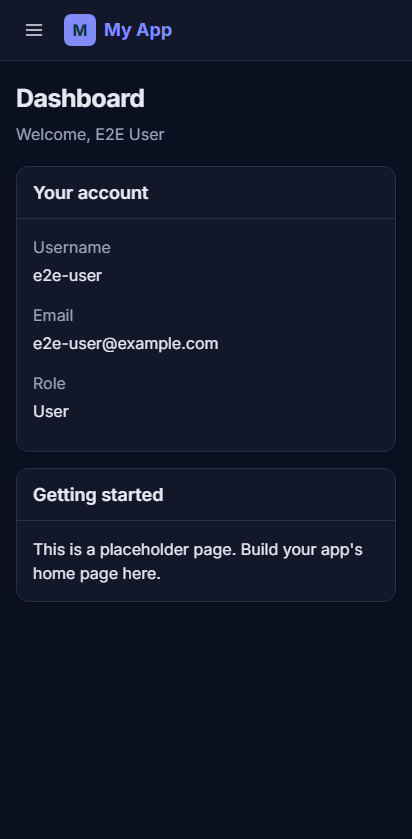 M My App
Dashboard
Welcome, E2E User
Your account
Username
e2e-user
Email
e2e-user@example.com
Role
User
Getting started
This is a placeholder page. Build your app's
home page here.